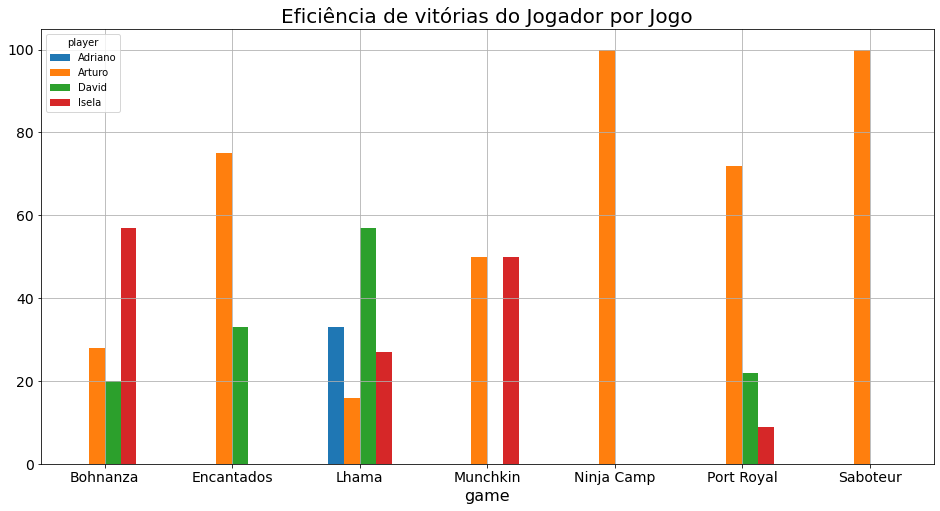 Eficiência de vitórias do Jogador por Jogo
player
Adriano
Arturo
David
Isela
100
80
60
40
20
0
Bohnanza Encantados Lhama Munchkin Ninja Camp Port Royal Saboteur
game